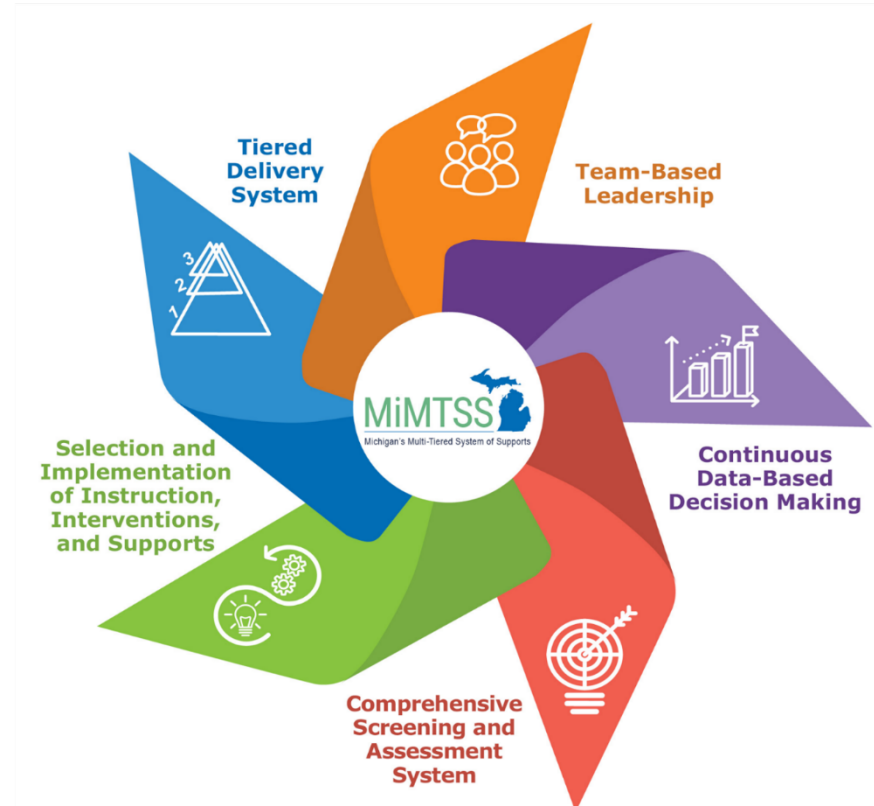 Tiered
Delivery
System
Team-Based
Leadership
3
2
1
MiMTSS
Michigan's Multi-Tiered System of Supports
Selection and
Implementation
of Instruction,
Interventions,
and Supports
Continuous
Data-Based
Decision Making
Comprehensive
Screening and
Assessment
System